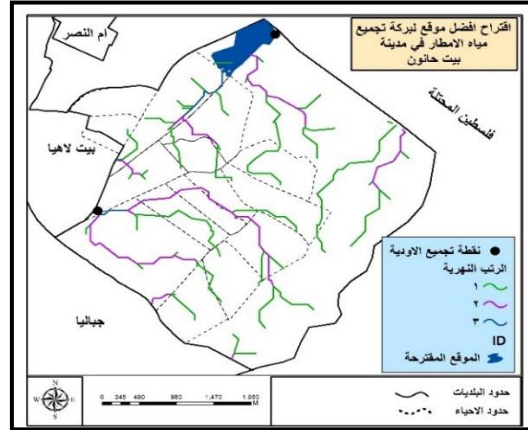 اقتراح افضل موقع لبركة تجميع
مياه الامطار في مدينة
بيت حانون
ام النصر
فلسطين المحتلة
بيت لاهيا
جباليا
نقطة تجميع الاودية
الرتب النهرية
١
٢
٣
ID
الموقع المقترحة
حدود البلديات
حدود الاحياء
N
W
E
S
0 245 490 980 1,470 1,960
M